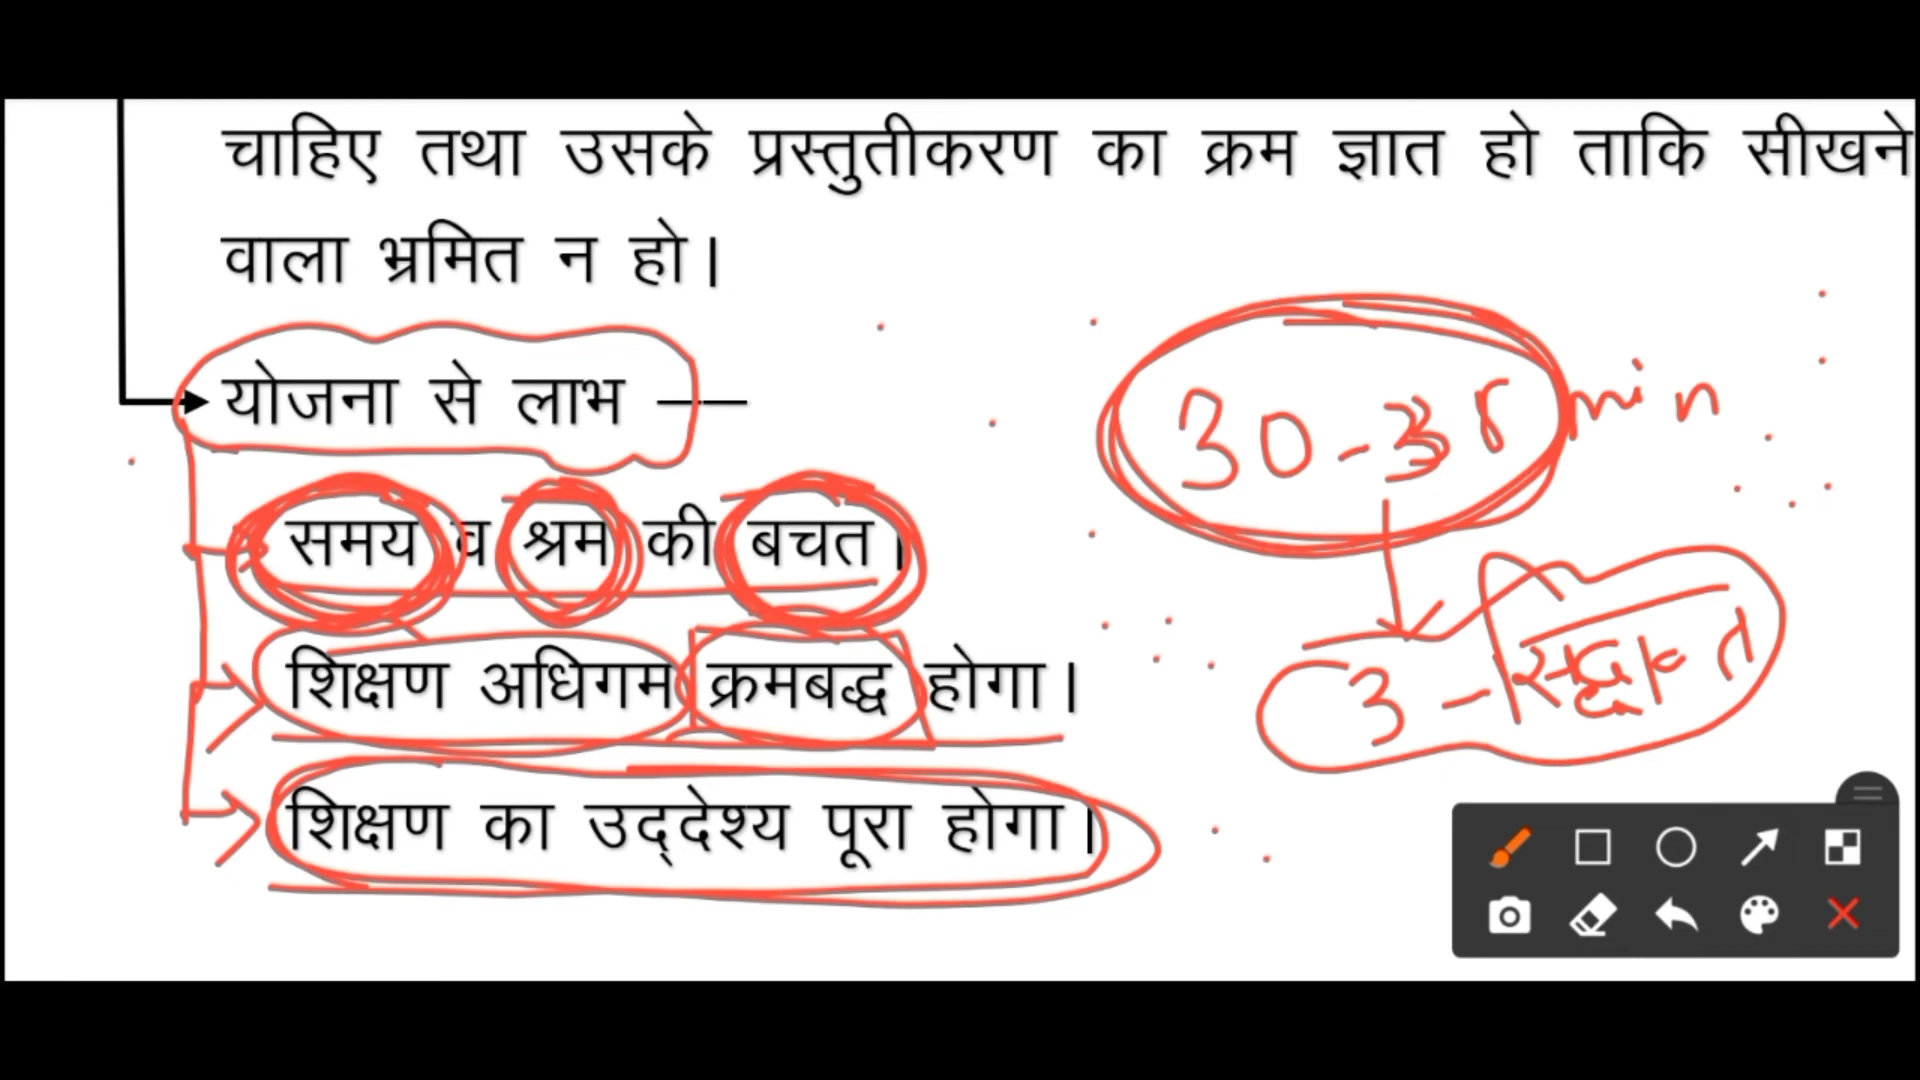 चाहिए तथा उसके प्रस्तुतीकरण का क्रम ज्ञात हो ताकि सीखने
वाला भ्रमित न हो।
योजना से लाभ —
समय व श्रम की बचत।
शिक्षण अधिगम क्रमबद्ध होगा।
शिक्षण का उद्देश्य पूरा होगा।
30-35 min
3 -